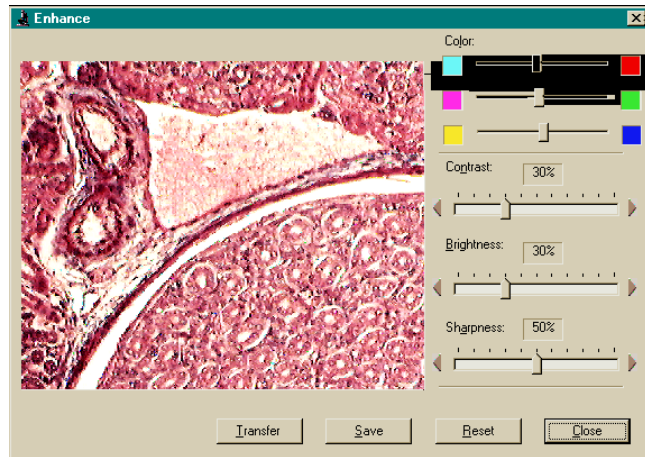 Enhance
Color:
Contrast: 30%
Brightness: 30%
Sharpness: 50%
Transfer Save Reset Close